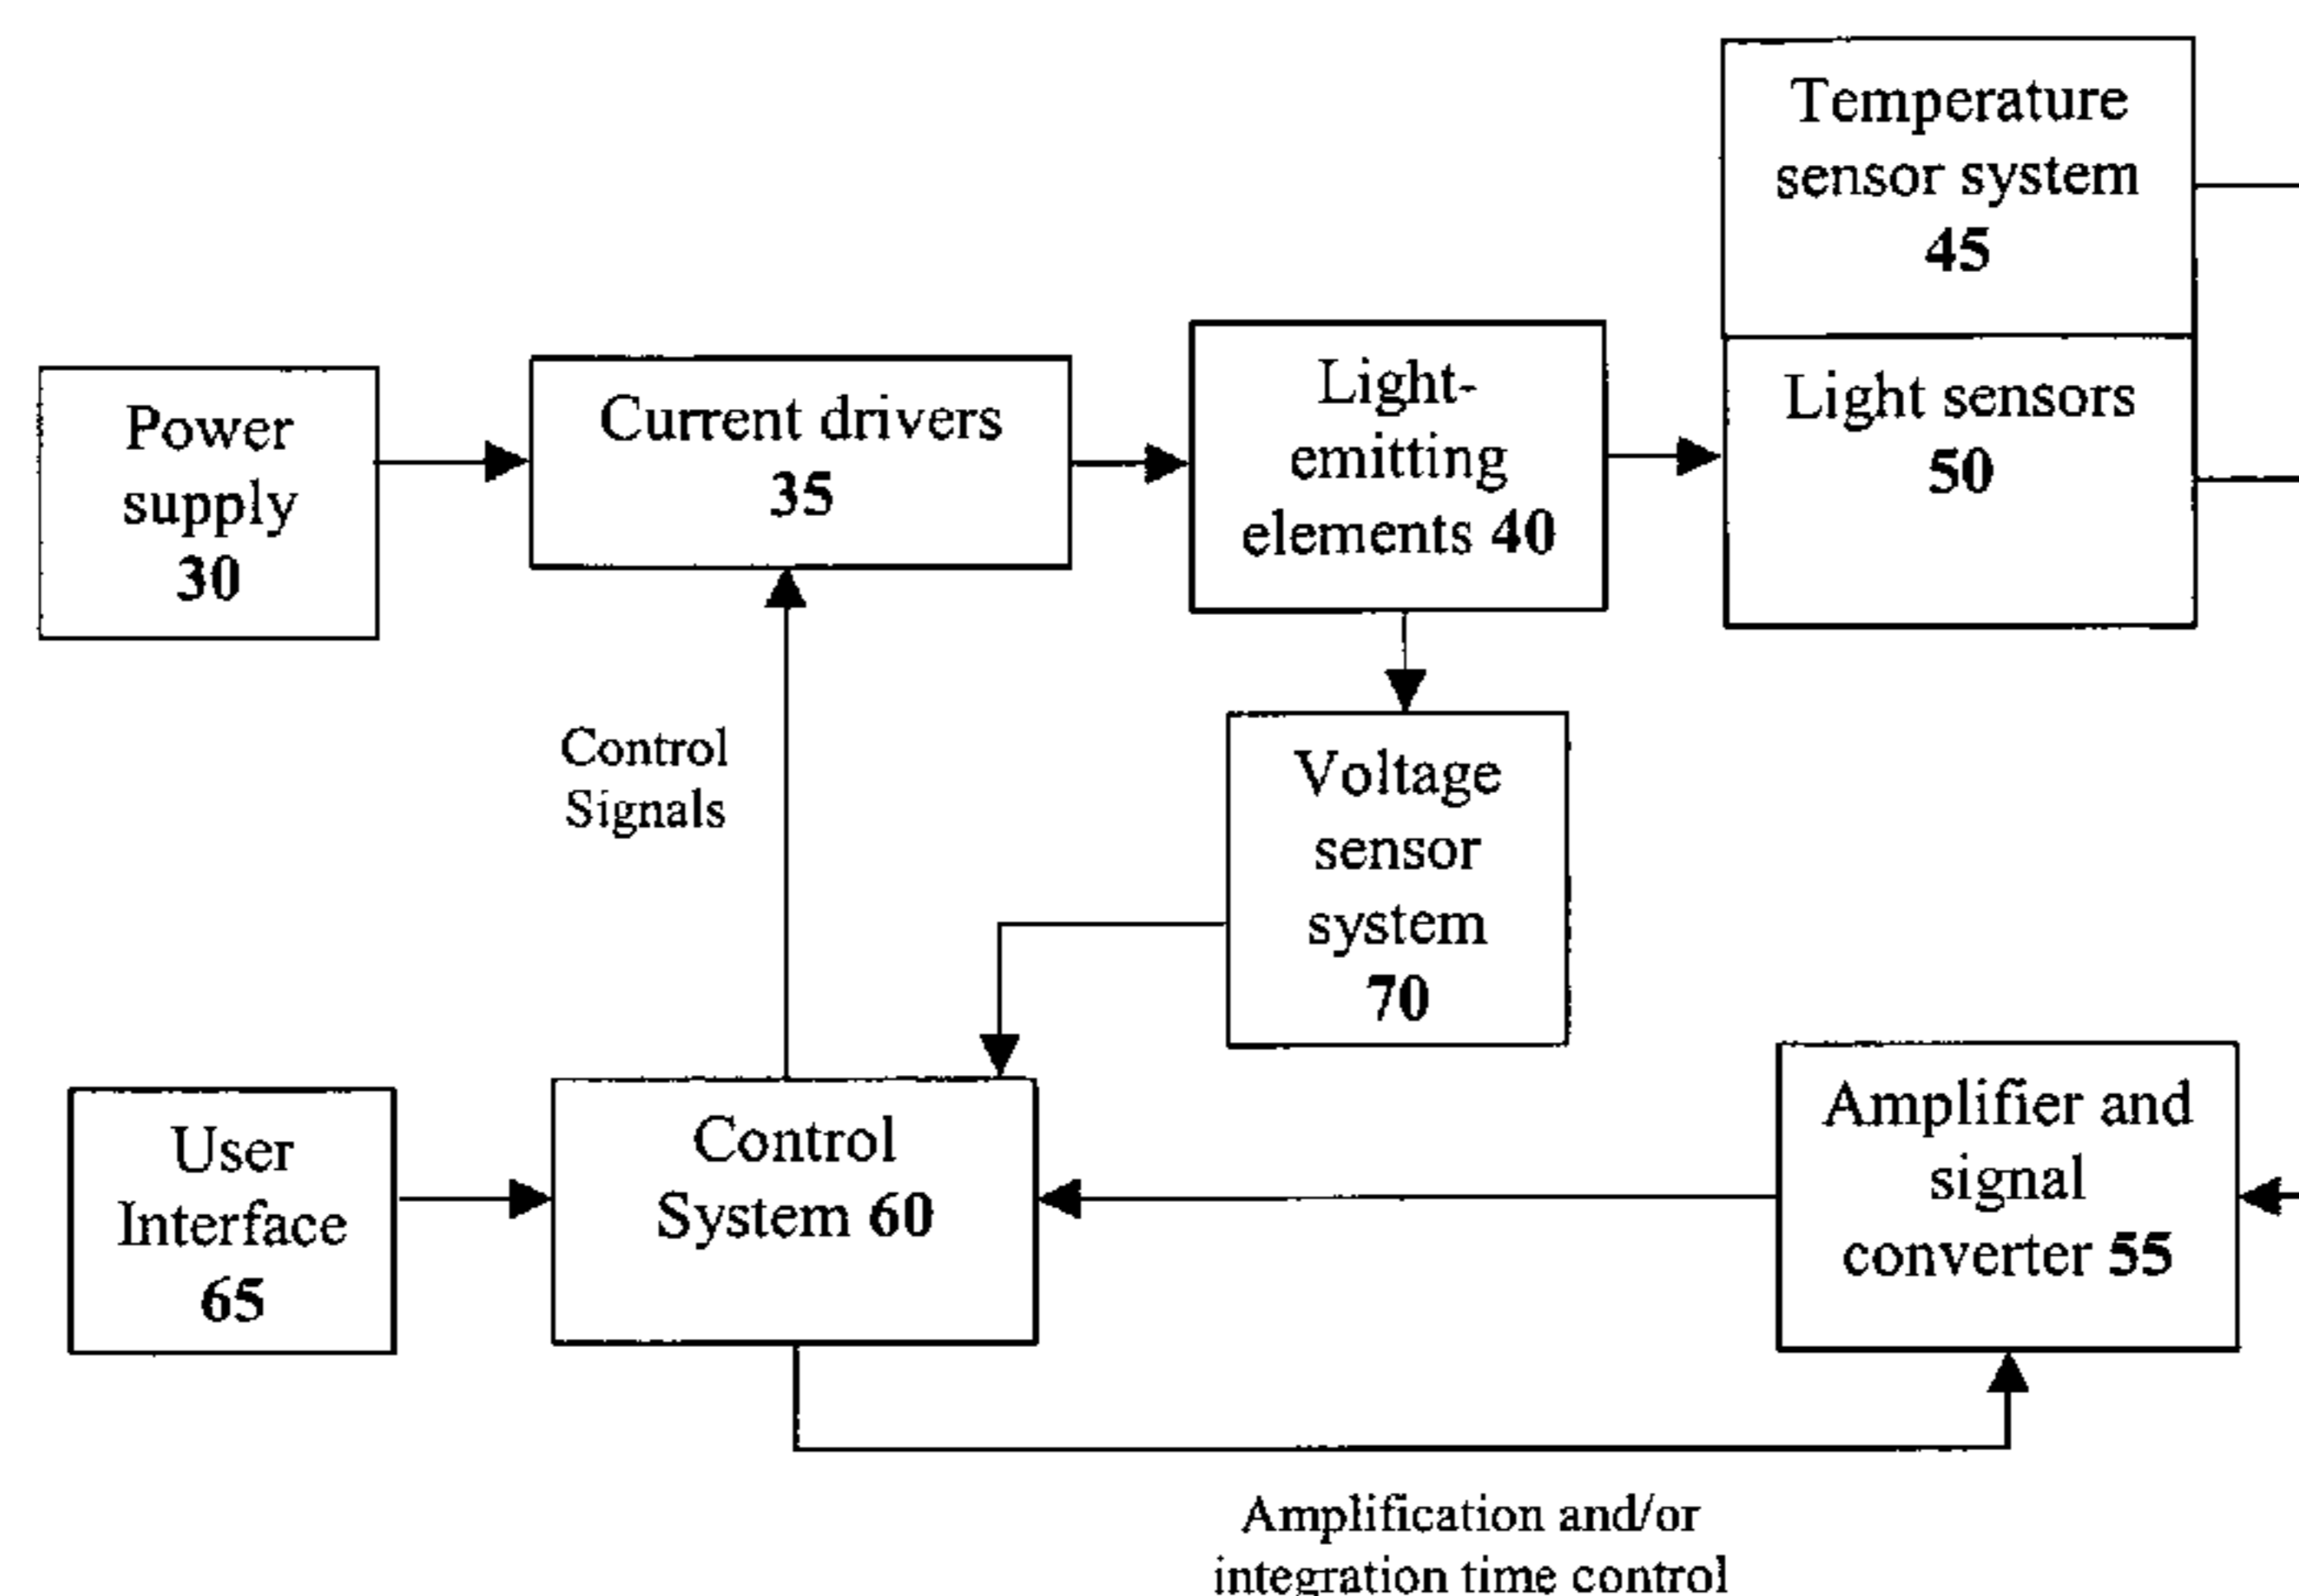 Temperature
sensor system
45
Power
supply
30
Current drivers
35
Light-
emitting
elements 40
Light sensors
50
Control
Signals
Voltage
sensor
system
70
User
Interface
65
Control
System 60
Amplifier and
signal
converter 55
Amplification and/or
integration time control